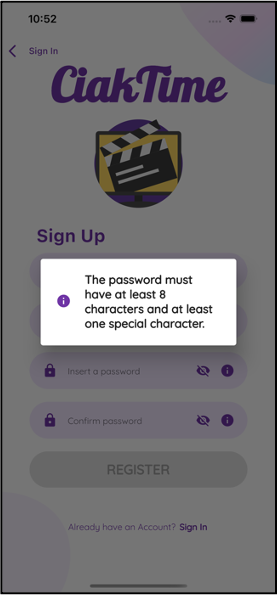 10:52
Sign In
CiakTime
Sign Up
The password must
have at least 8
characters and at least
one special character.
Insert a password
Confirm password
REGISTER
Already have an Account? Sign In